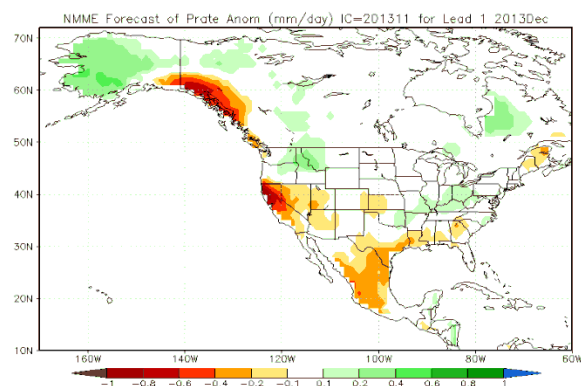 NMME Forecast of Prate Anom (mm/day) IC=201311 for Lead 1 2013Dec
70N
60N
50N
40N
30N
20N
10N
160W 140W 120W 100W 80W 60W
-1 -0.8 -0.6 -0.4 -0.2 -0.1 0.1 0.2 0.4 0.6 0.8 1